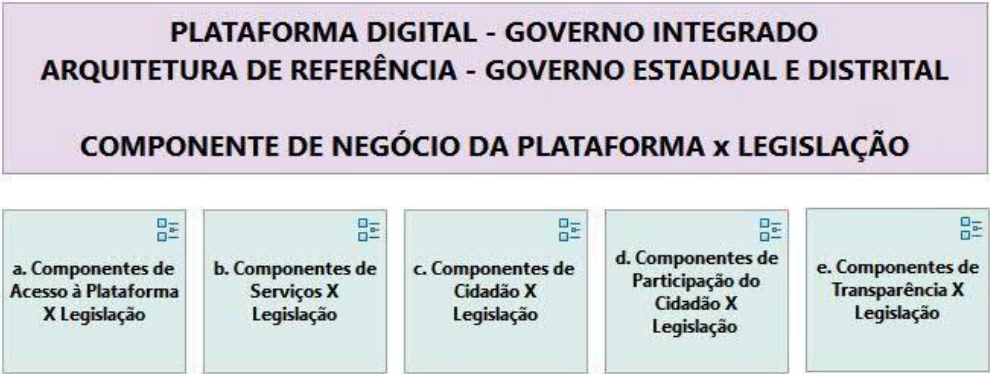 PLATAFORMA DIGITAL - GOVERNO INTEGRADO
ARQUITETURA DE REFERÊNCIA - GOVERNO ESTADUAL E DISTRITAL
COMPONENTE DE NEGÓCIO DA PLATAFORMA x LEGISLAÇÃO
a. Componentes de
Acesso à Plataforma
X Legislação
b. Componentes de
Serviços X
Legislação
c. Componentes de
Cidadão X
Legislação
d. Componentes de
Participação do
Cidadão X
Legislação
e. Componentes de
Transparência X
Legislação